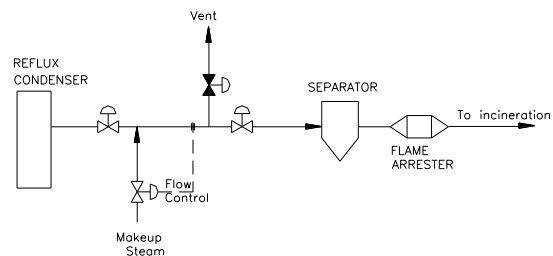 Vent
REFLUX
CONDENSER
SEPARATOR
To incineration
FLAME
ARRESTER
Flow
Control
Makeup
Steam